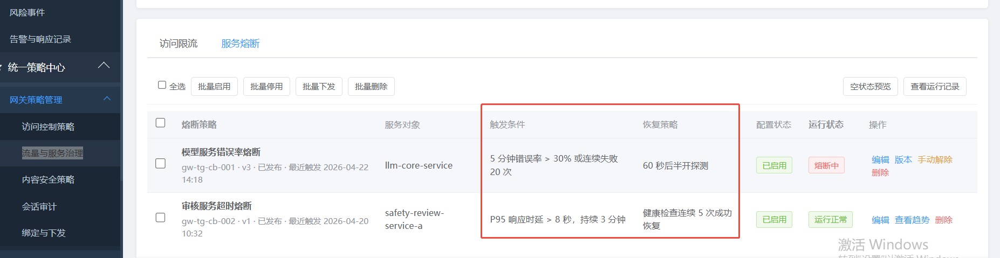 风险事件
告警与响应记录
统一策略中心
网关策略管理
访问控制策略
流量与服务治理
内容安全策略
会话审计
绑定与下发
访问限流 服务熔断
全选 批量启用 批量停用 批量下发 批量删除 空状态预览 查看运行记录
熔断策略 服务对象 触发条件 恢复策略 配置状态 运行状态 操作
模型服务错误率熔断
gw-tg-cb-001 · v3 · 已发布 · 最近触发 2026-04-22
14:18
llm-core-service
5 分钟错误率 > 30% 或连续失败
20 次
60 秒后半开探测
已启用
熔断中
编辑 版本 手动解除
删除
审核服务超时熔断
gw-tg-cb-002 · v1 · 已发布 · 最近触发 2026-04-20
10:32
safety-review-
service-a
P95 响应时延 > 8 秒，持续 3 分钟
健康检查连续 5 次成功
恢复
已启用
运行正常
编辑 查看趋势 删除
激活 Windows
转到"设置"以激活 Windows